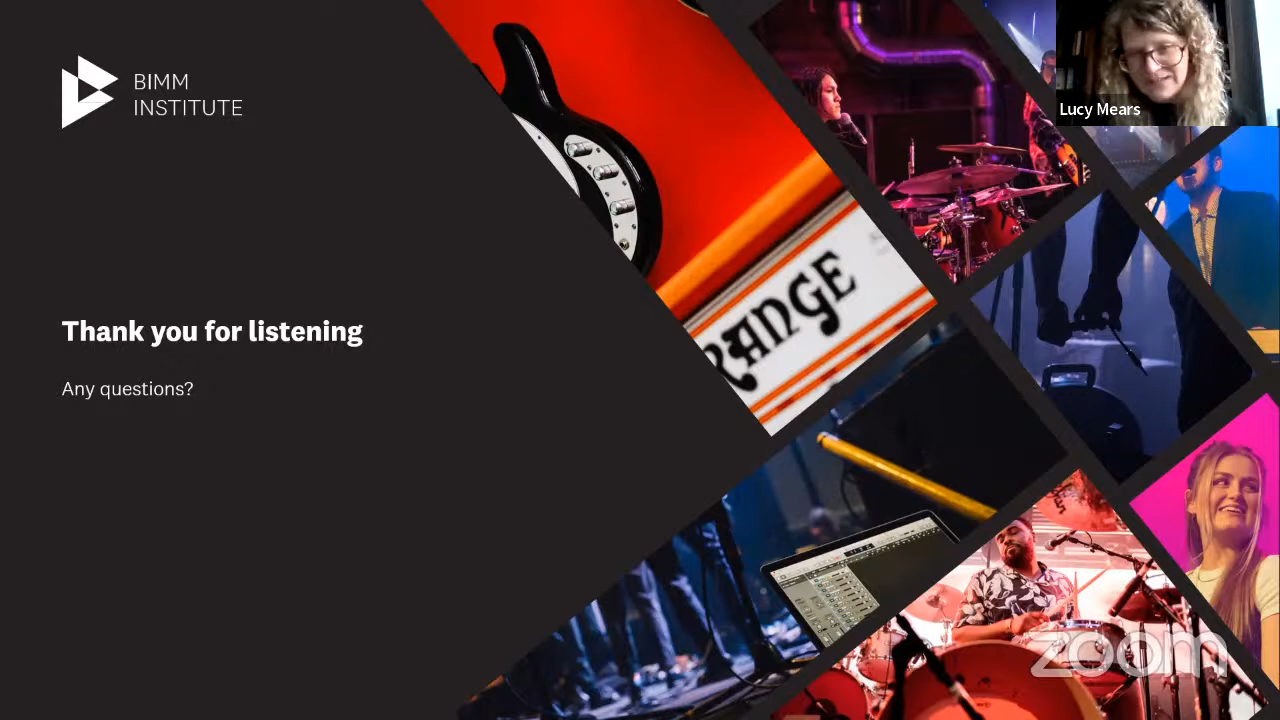 BIMM
INSTITUTE
Lucy Mears
RANGE
Thank you for listening
Any questions?
zoom